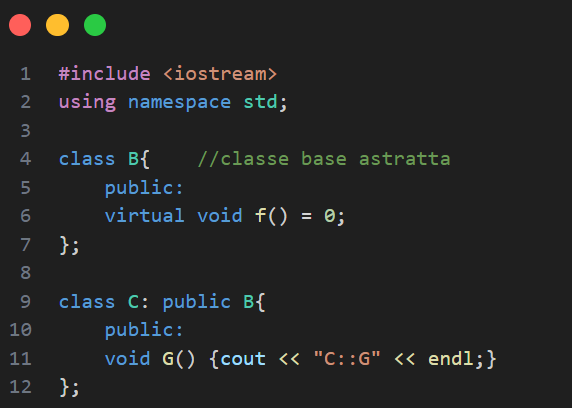 1 #include <iostream>
2 using namespace std;
3
4 class B{    //classe base astratta
5     public:
6     virtual void f() = 0;
7 };
8
9 class C: public B{
10     public:
11     void G() {cout << "C::G" << endl;}
12 };